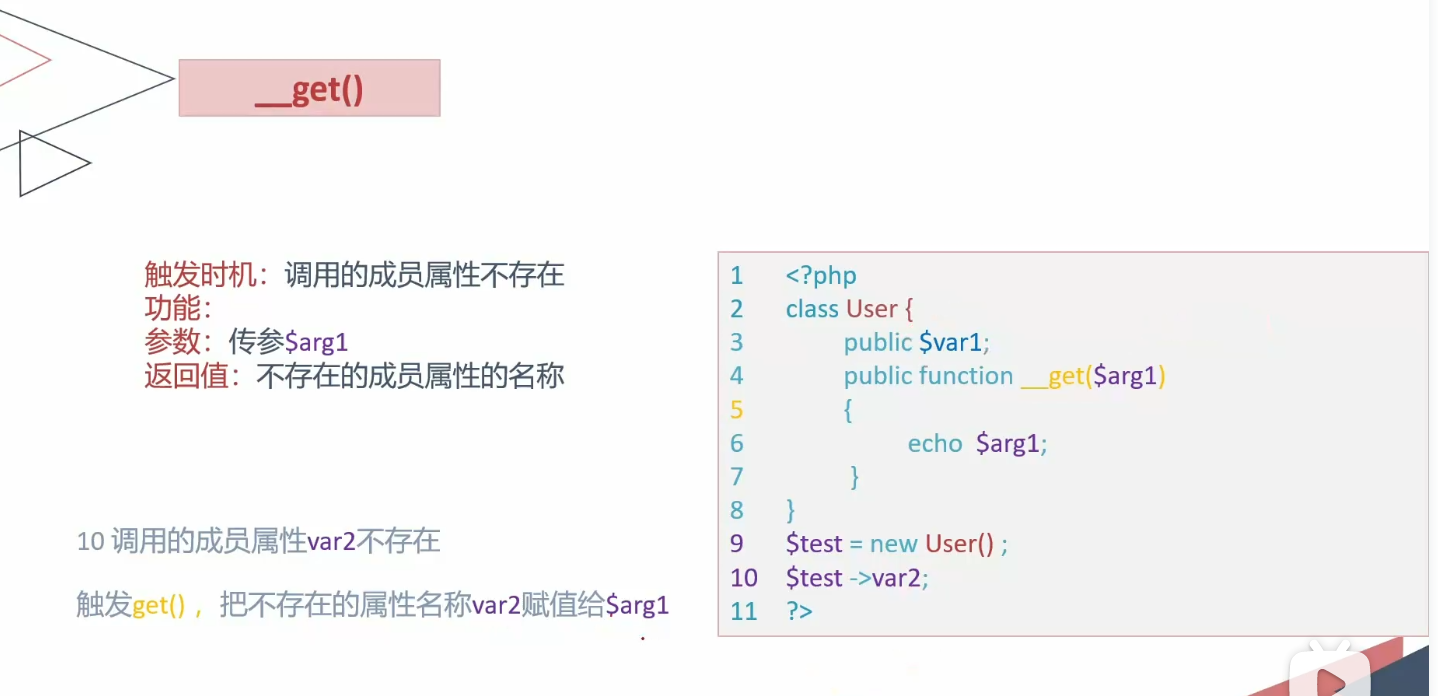 __get()
触发时机：调用的成员属性不存在
功能：
参数：传参$arg1
返回值：不存在的成员属性的名称
10 调用的成员属性var2不存在
触发get() ，把不存在的属性名称var2赋值给$arg1
1 <?php
2 class User {
3 public $var1;
4 public function __get($arg1)
5 {
6 echo $arg1;
7 }
8 }
9 $test = new User() ;
10 $test ->var2;
11 ?>